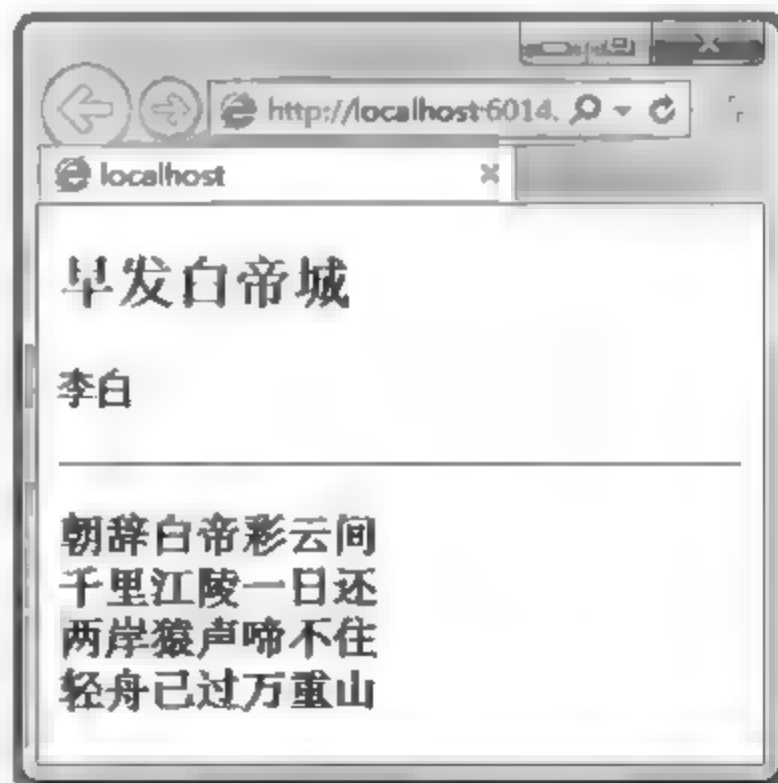 http://localhost:6014.
localhost
早发白帝城
李白
朝辞白帝彩云间
千里江陵一日还
两岸猿声啼不住
轻舟已过万重山